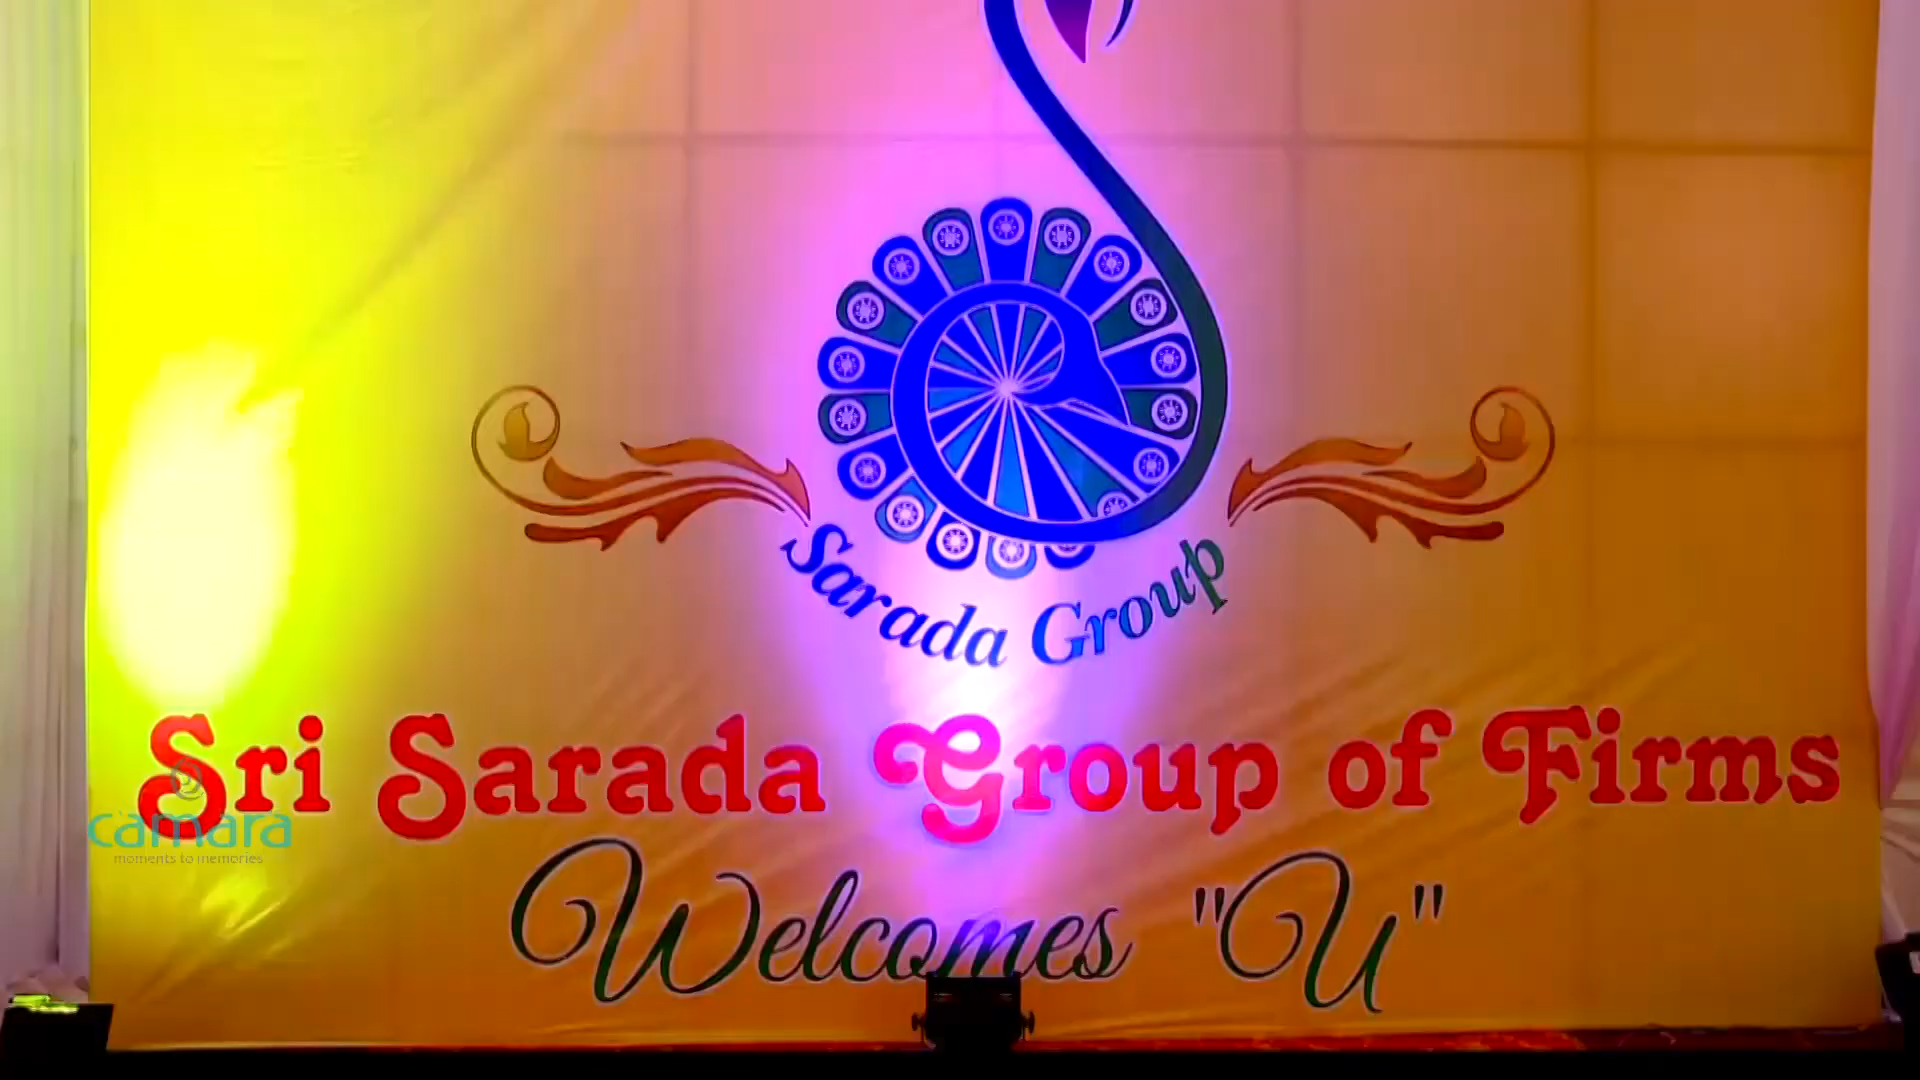 Sarada Group
Sri Sarada Group of Firms
camara
moments to memories
Welcomes "U"